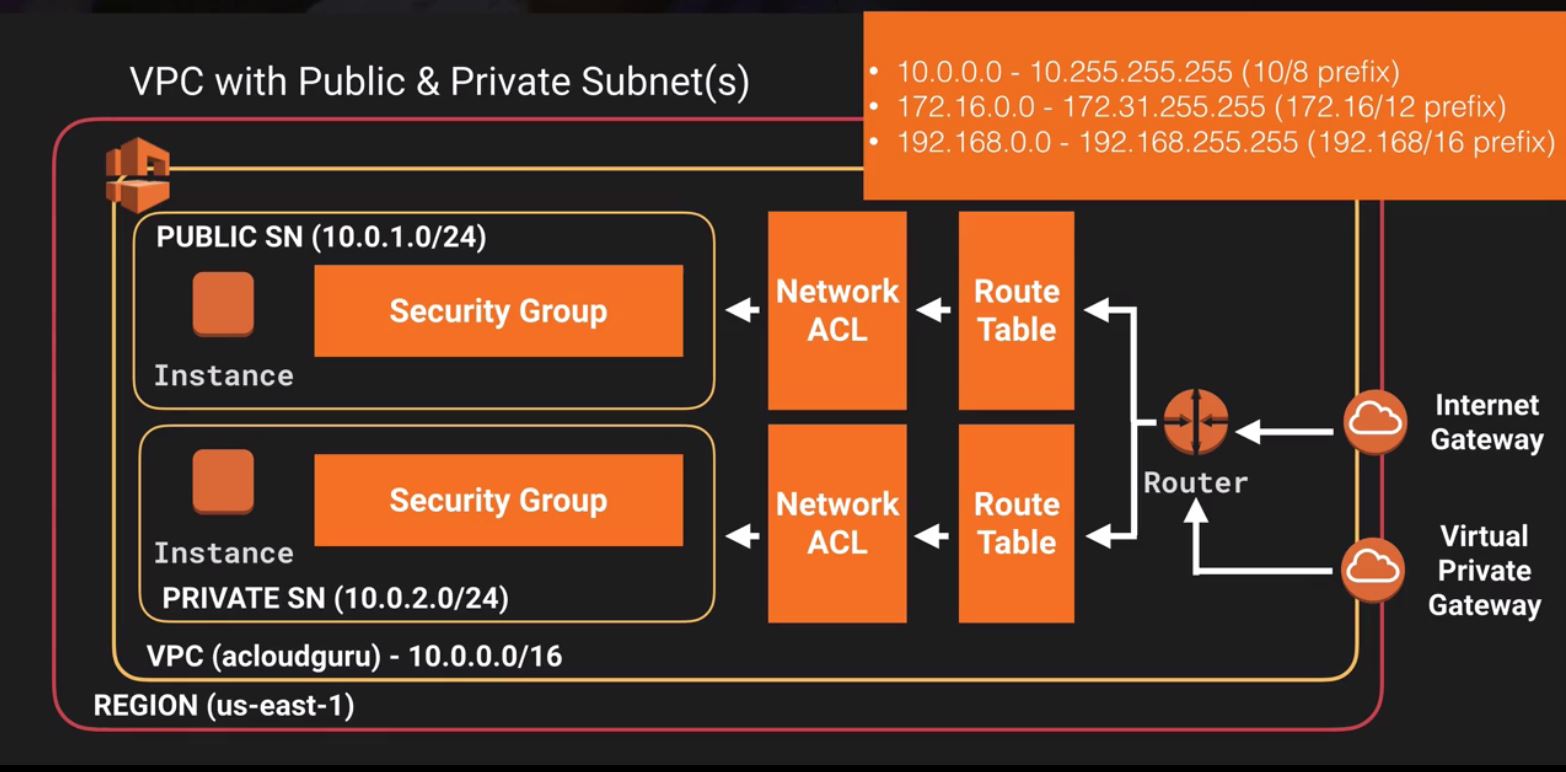 VPC with Public & Private Subnet(s)
• 10.0.0.0 - 10.255.255.255 (10/8 prefix)
• 172.16.0.0 - 172.31.255.255 (172.16/12 prefix)
• 192.168.0.0 - 192.168.255.255 (192.168/16 prefix)
PUBLIC SN (10.0.1.0/24)
Security Group
Instance
Network
ACL
Route
Table
Security Group
Instance
PRIVATE SN (10.0.2.0/24)
Network
ACL
Route
Table
Router
Internet
Gateway
Virtual
Private
Gateway
VPC (acloudguru) - 10.0.0.0/16
REGION (us-east-1)